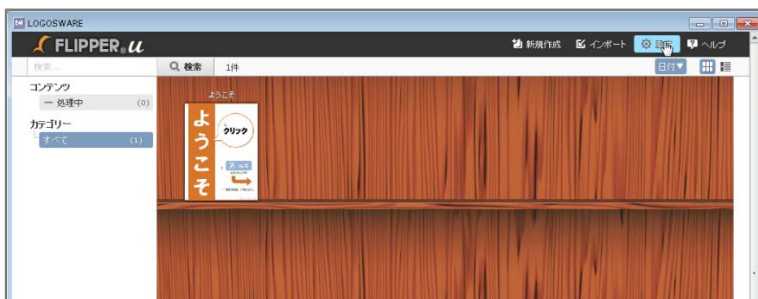 LOGOSWARE
FLIPPER® u
新規作成 インポート 設定 ヘルプ
検索... 検索 1件 日付▼
コンテンツ
処理中 (0)
カテゴリー
すべて (1)
ようこそ
ようこそ
クリック